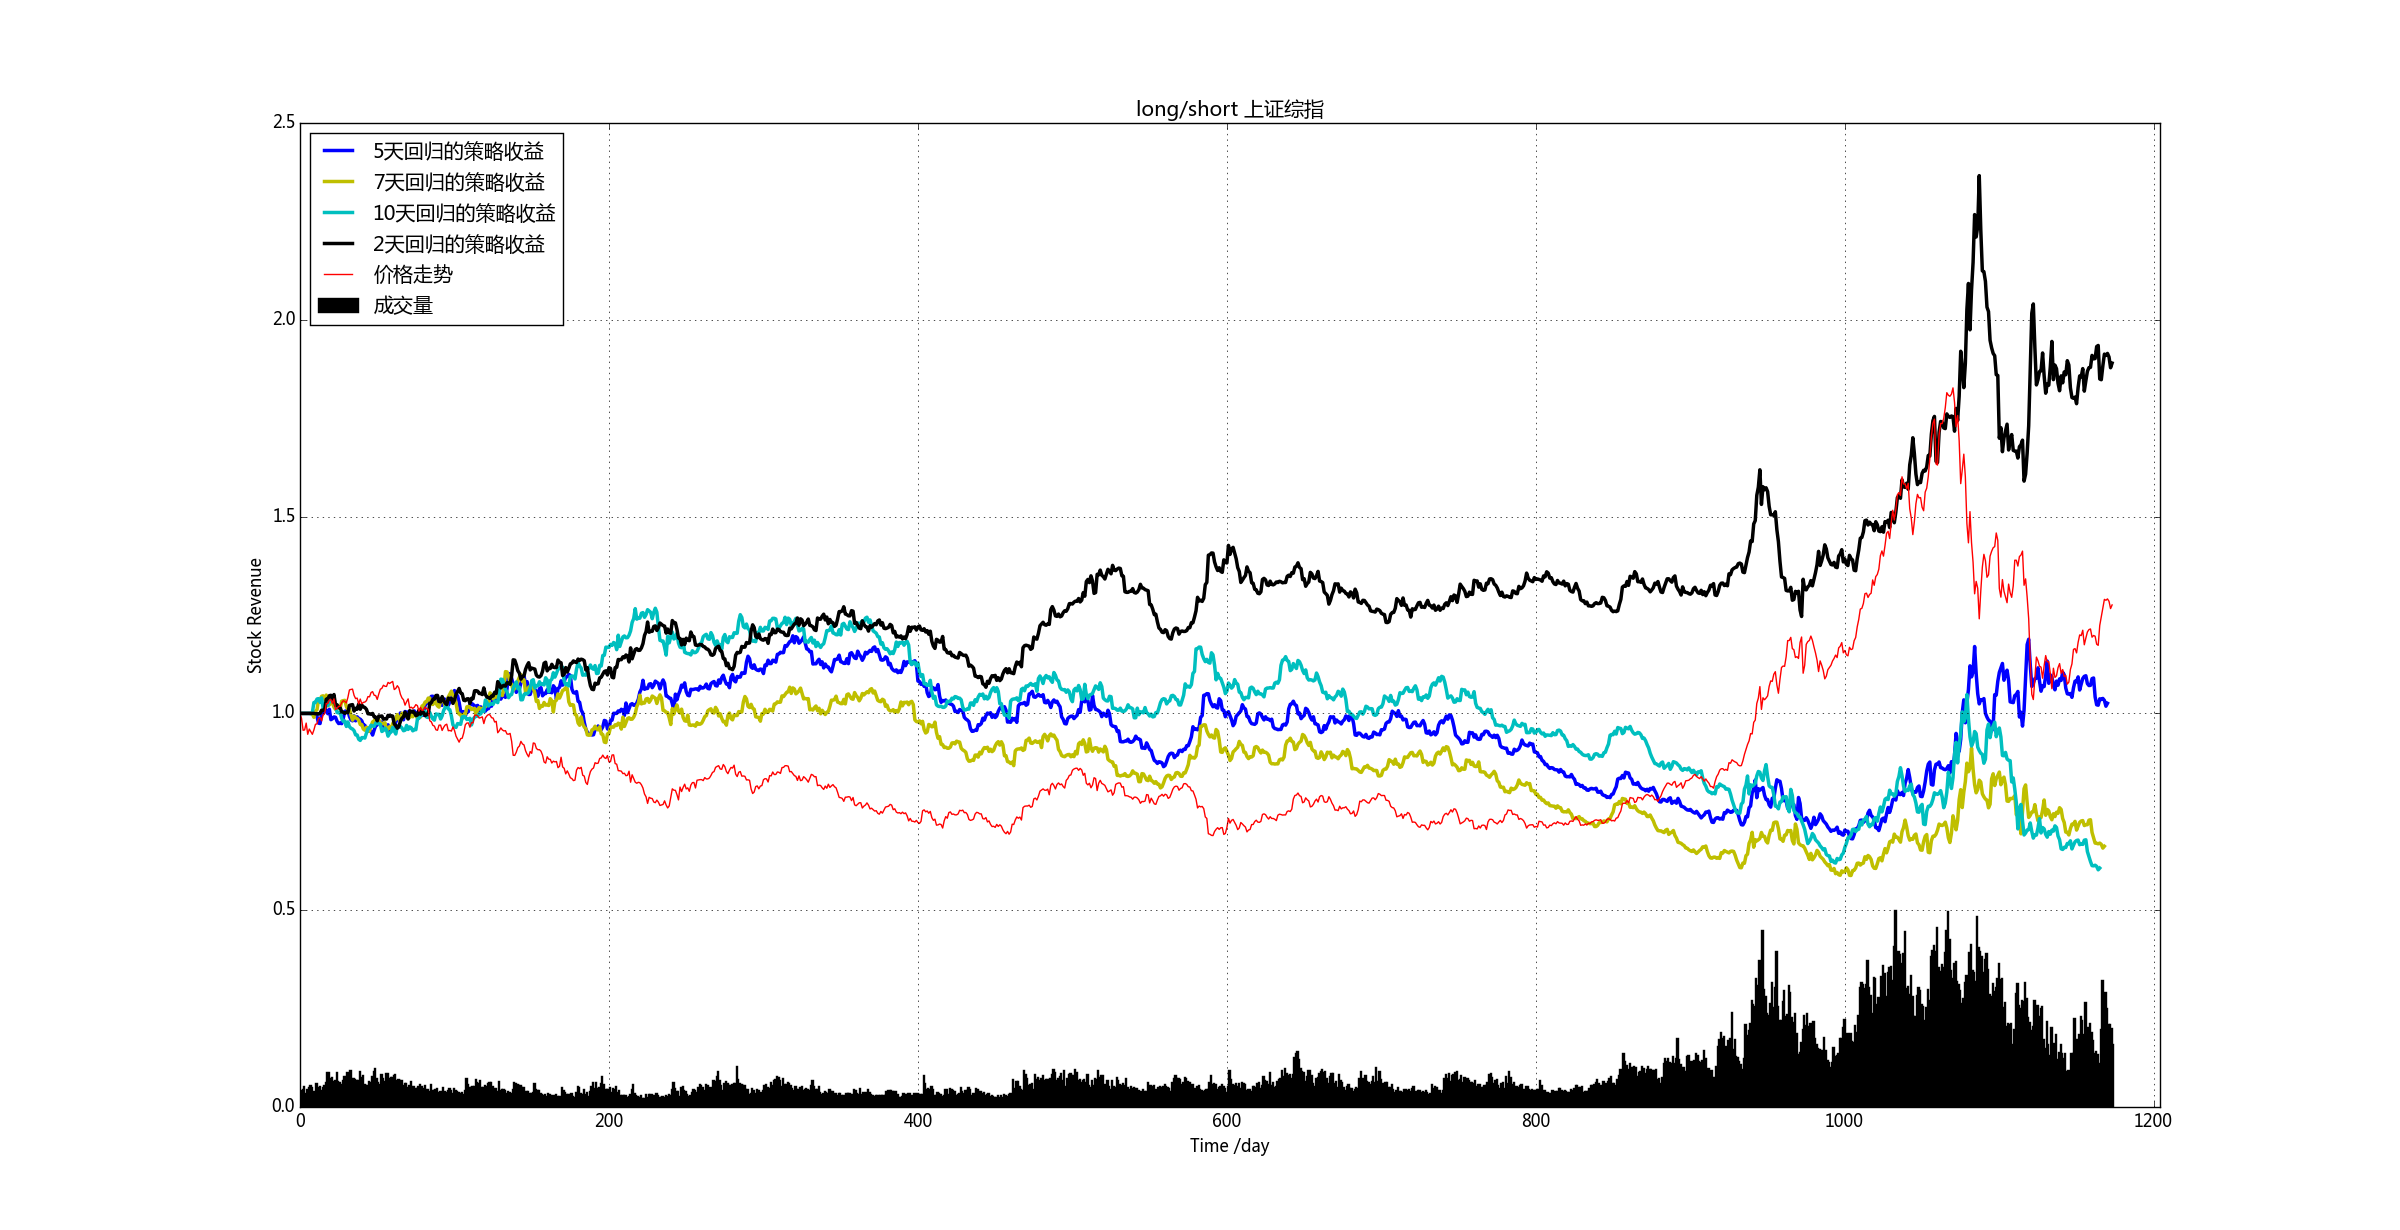 long/short 上证综指
2.5
2.0
1.5
1.0
0.5
0.0
Stock Revenue
5天回归的策略收益
7天回归的策略收益
10天回归的策略收益
2天回归的策略收益
价格走势
成交量
0 200 400 600 800 1000 1200
Time /day